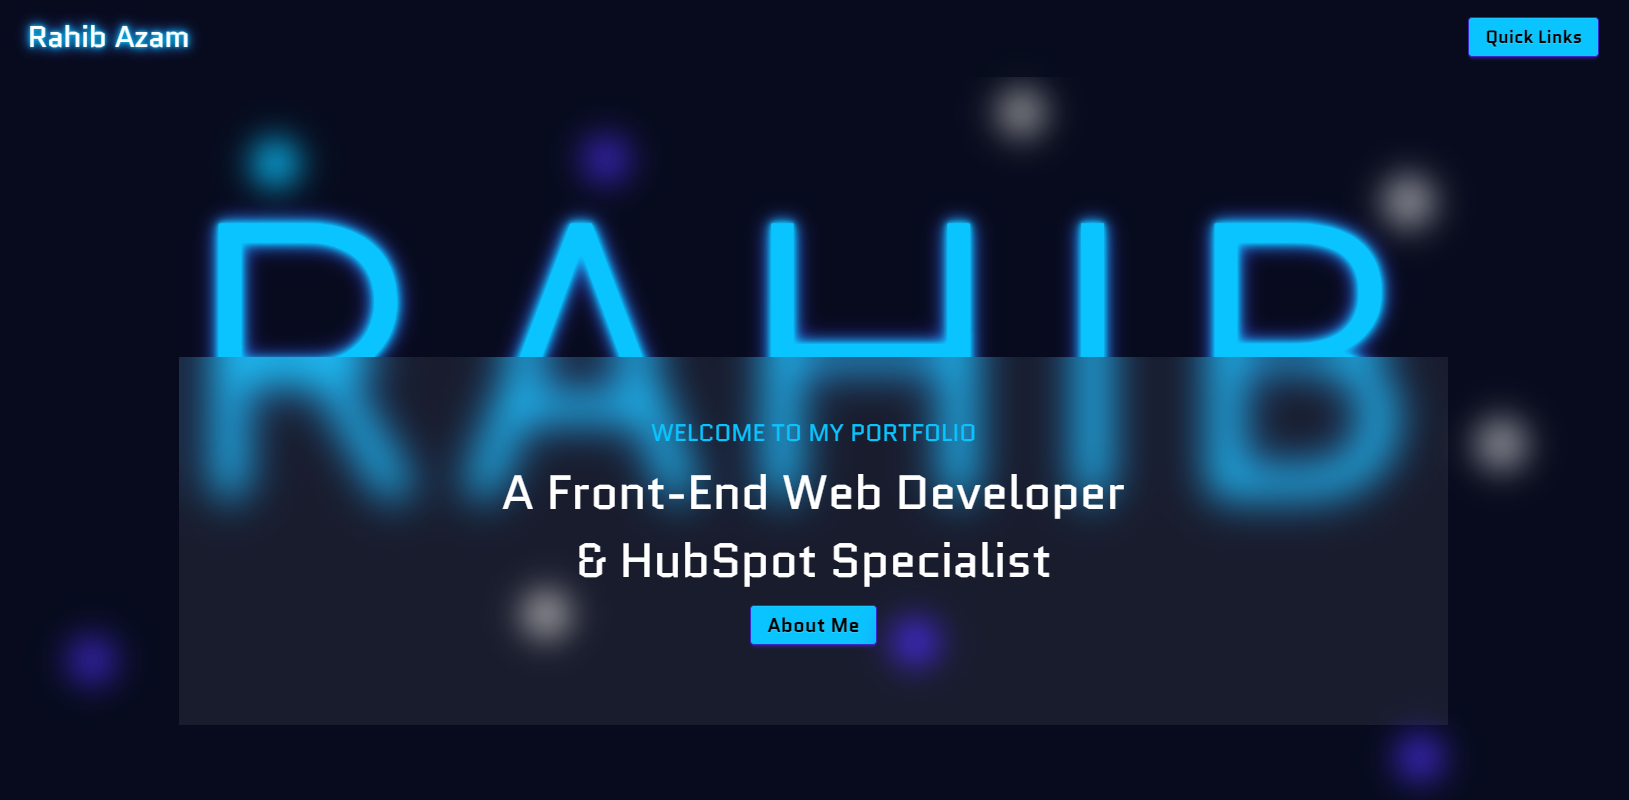 Rahib Azam
Quick Links
RAHIB
WELCOME TO MY PORTFOLIO
A Front-End Web Developer
& HubSpot Specialist
About Me